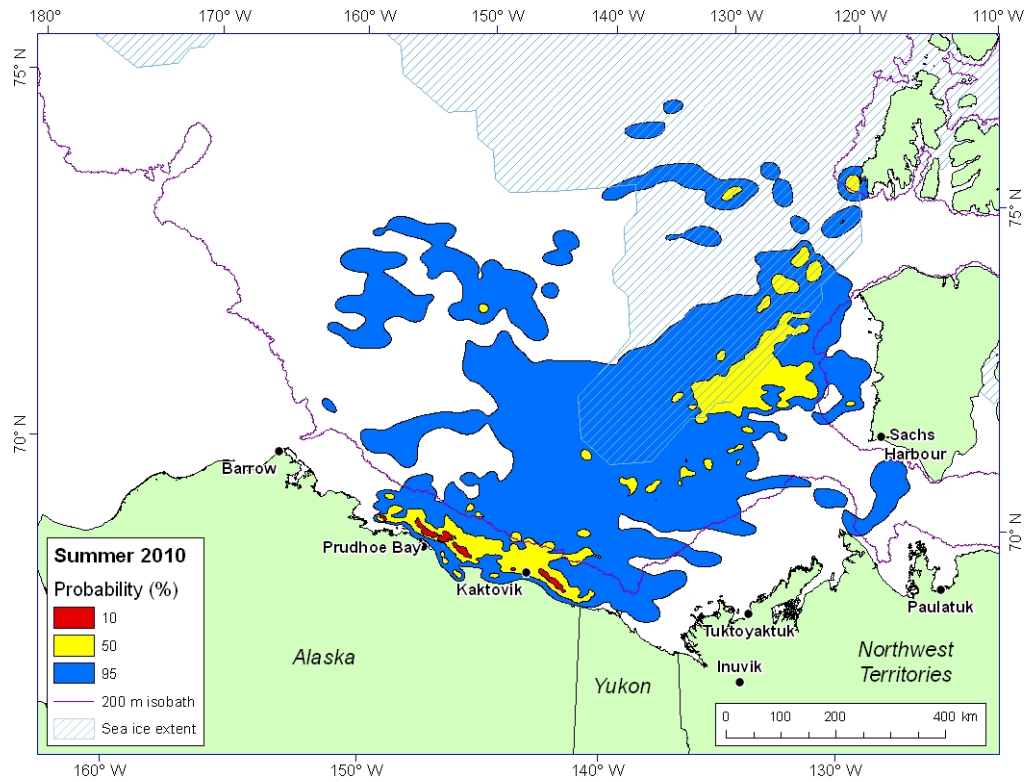 180° 170° W 160° W 150° W 140° W 130° W 120° W 110° W
75° N
75° N
70° N
70° N
Sachs
Harbour
Barrow
Prudhoe Bay
Kaktovik
Paulatuk
Tuktoyaktuk
Inuvik
Alaska
Yukon
Northwest
Territories
Summer 2010
Probability (%)
10
50
95
200 m isobath
Sea ice extent
0 100 200 400 km
160° W 150° W 140° W 130° W